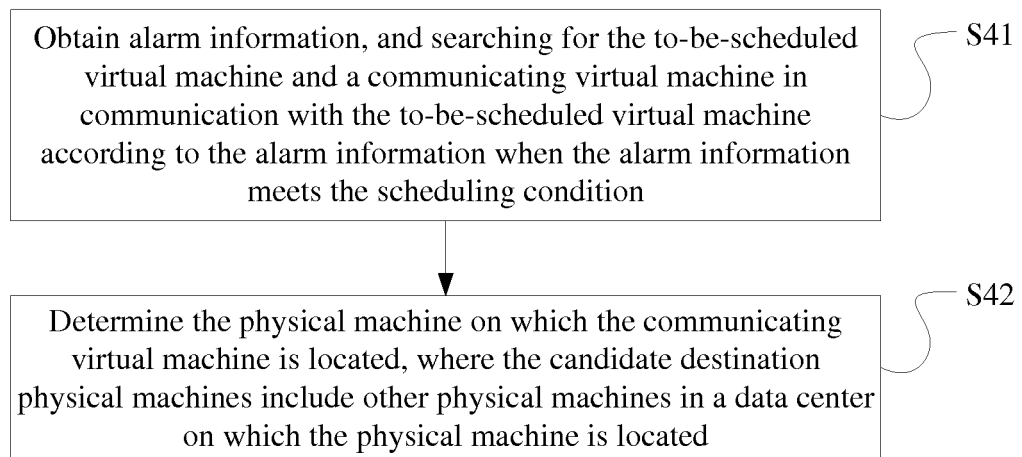 Obtain alarm information, and searching for the to-be-scheduled
virtual machine and a communicating virtual machine in
communication with the to-be-scheduled virtual machine
according to the alarm information when the alarm information
meets the scheduling condition
S41
Determine the physical machine on which the communicating
virtual machine is located, where the candidate destination
physical machines include other physical machines in a data center
on which the physical machine is located
S42